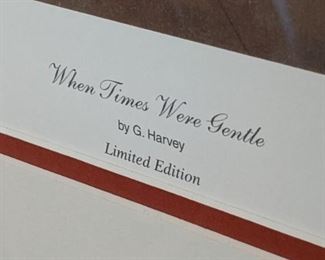 When Times Were Gentle
by G. Harvey
Limited Edition